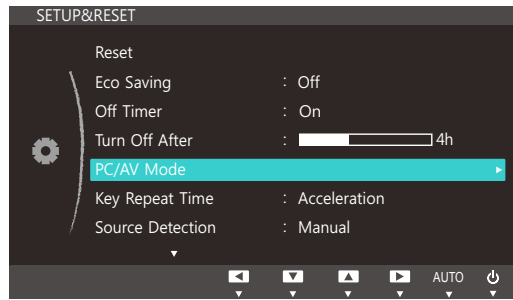 SETUP&RESET
Reset
Eco Saving : Off
Off Timer : On
Turn Off After : 4h
PC/AV Mode
Key Repeat Time : Acceleration
Source Detection : Manual
AUTO